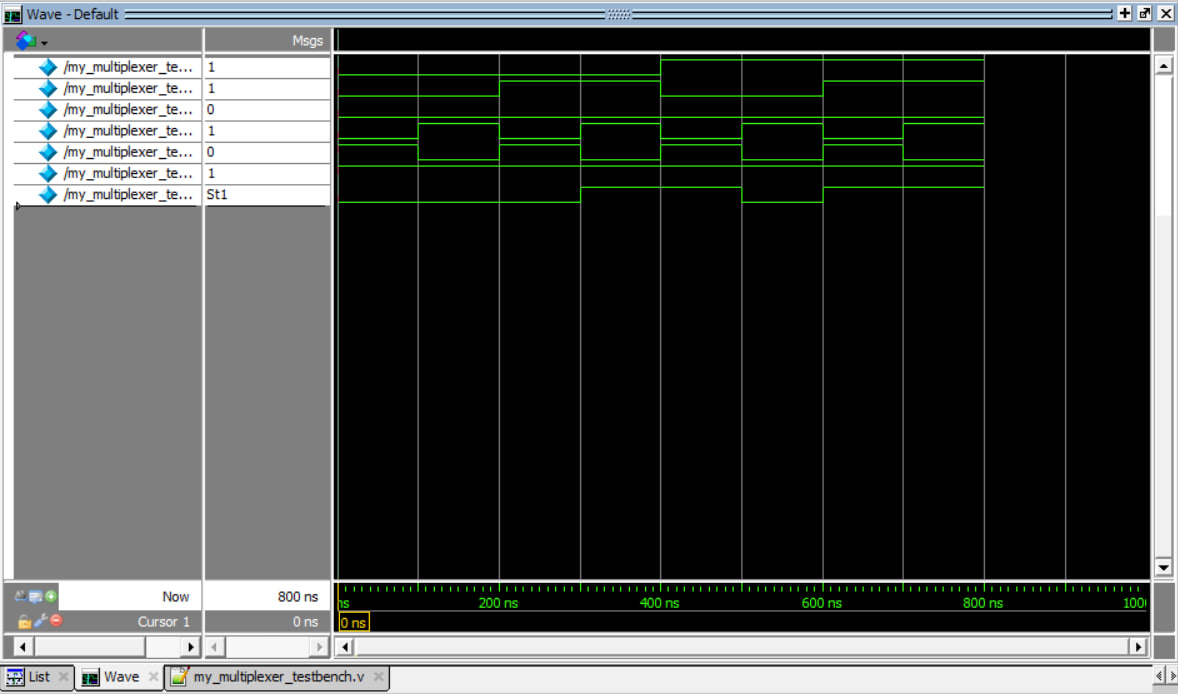 Wave - Default
Msgs
/my_multiplexer_te... 1
/my_multiplexer_te... 1
/my_multiplexer_te... 0
/my_multiplexer_te... 1
/my_multiplexer_te... 0
/my_multiplexer_te... 1
/my_multiplexer_te... St1
Now 800 ns ns 200 ns 400 ns 600 ns 800 ns 100
Cursor 1 0 ns 0 ns
List Wave my_multiplexer_testbench.v